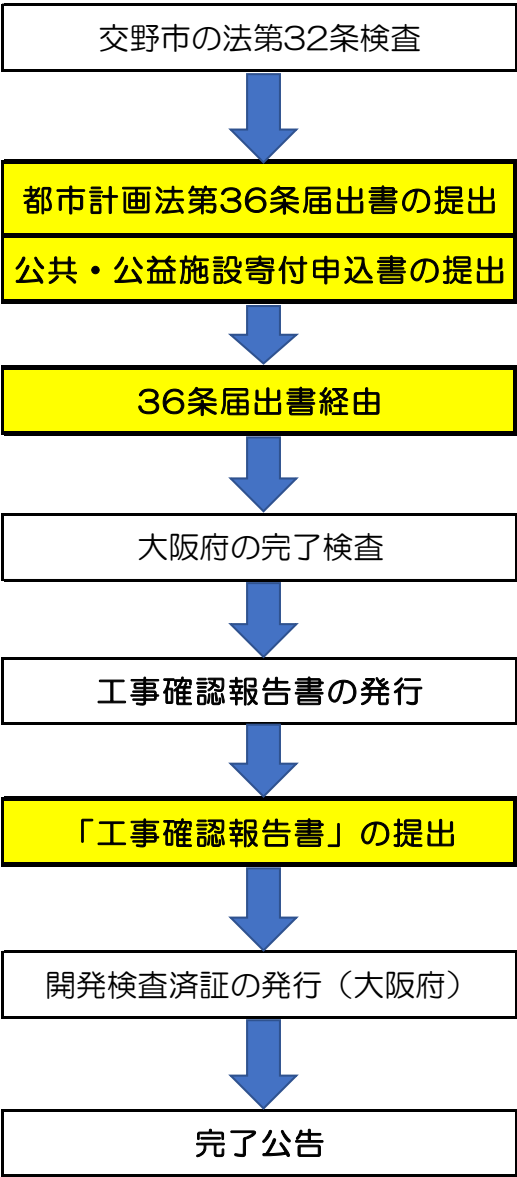 交野市の法第32条検査
都市計画法第36条届出書の提出
公共・公益施設寄付申込書の提出
36条届出書経由
大阪府の完了検査
工事確認報告書の発行
「工事確認報告書」の提出
開発検査済証の発行（大阪府）
完了公告